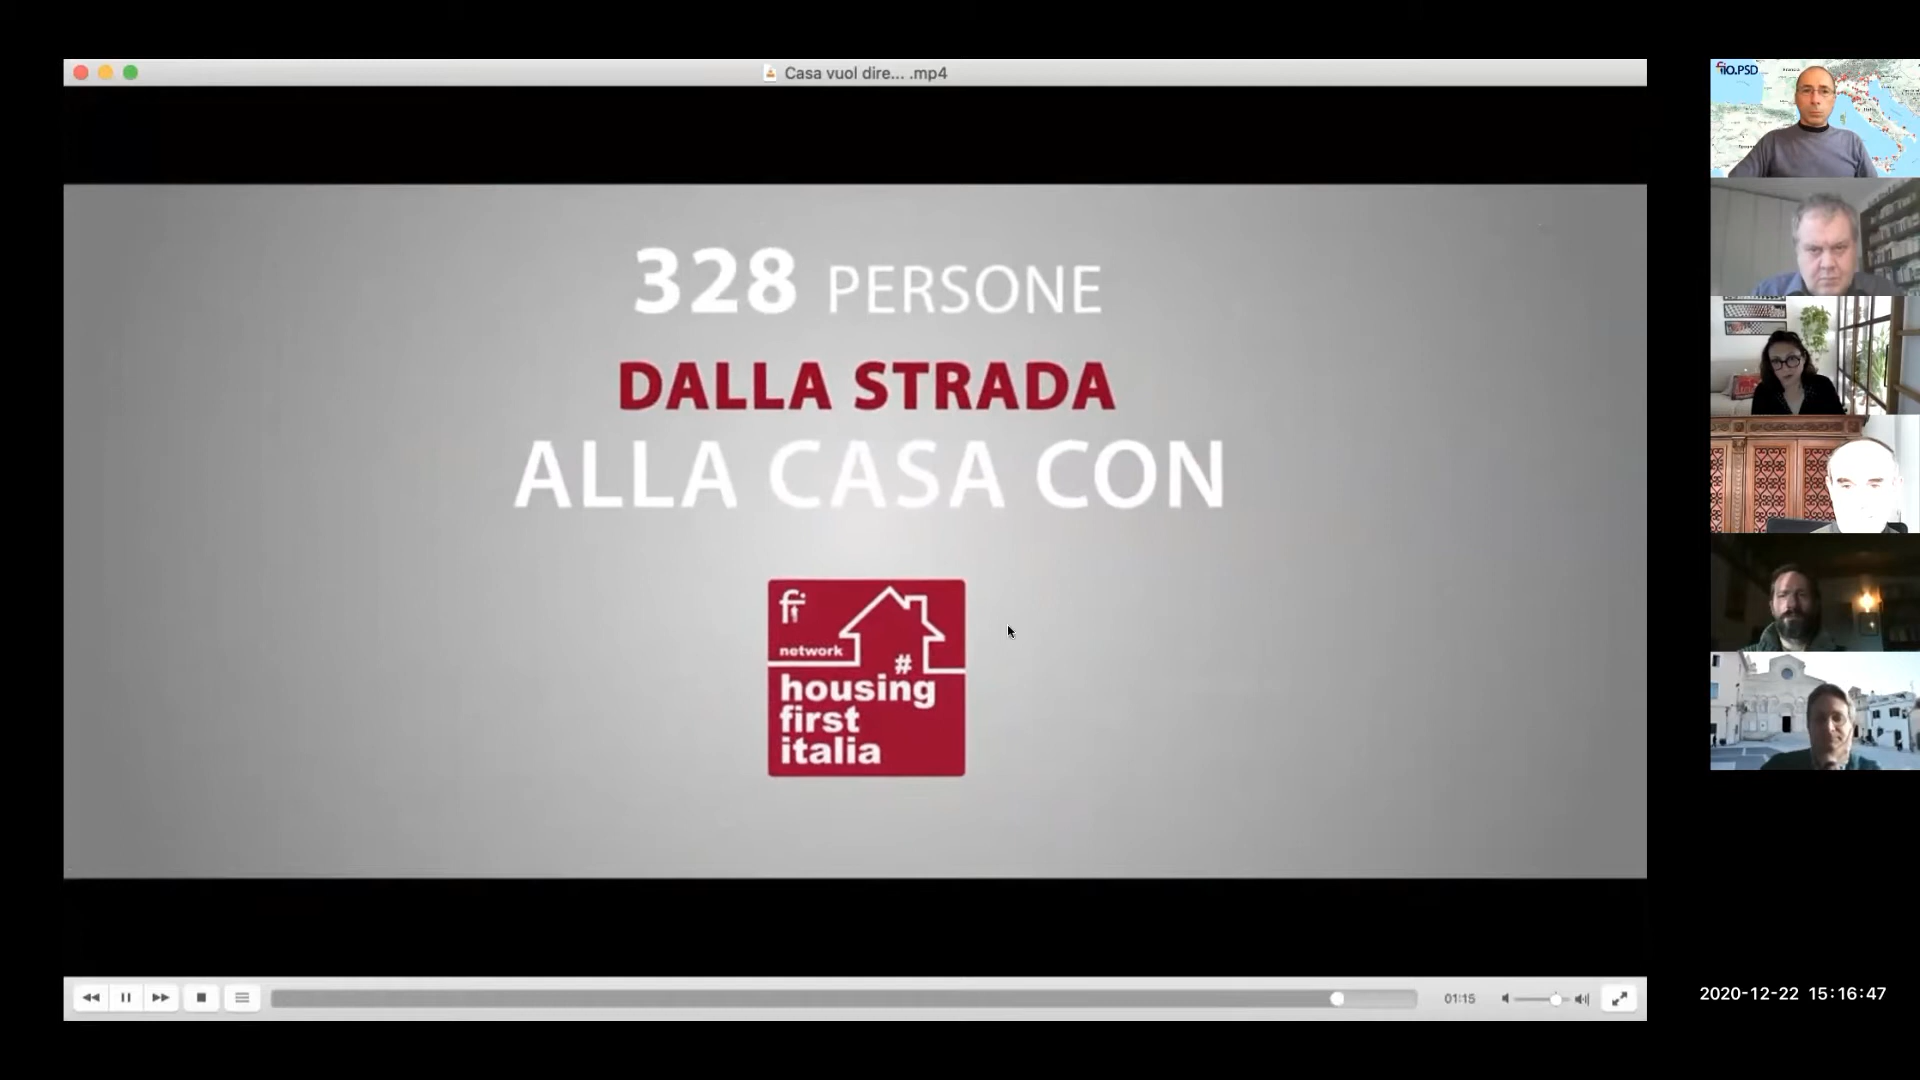 Casa vuol dire... .mp4
fio.PSD
328 PERSONE
DALLA STRADA
ALLA CASA CON
fi
network
#
housing
first
italia
01:15
2020-12-22 15:16:47